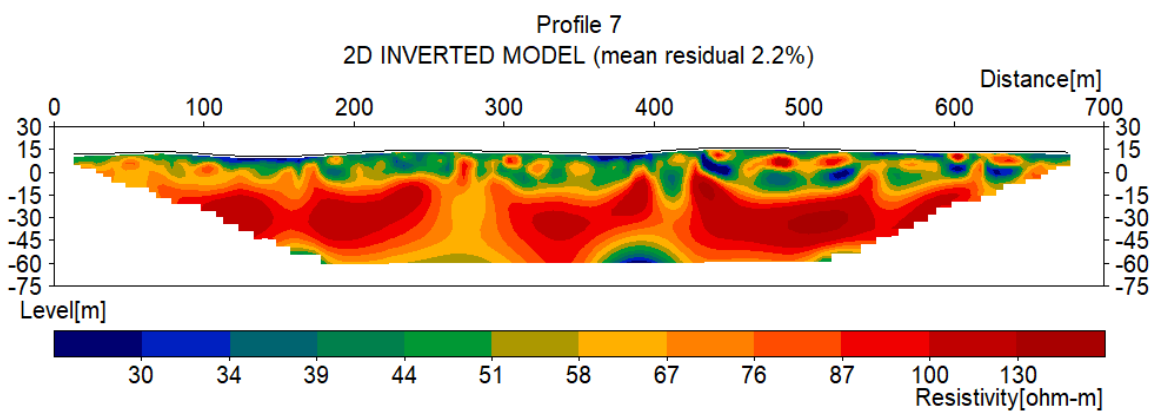 Profile 7
2D INVERTED MODEL (mean residual 2.2%)
Distance[m]
0 100 200 300 400 500 600 700
30 30
15 15
0 0
-15 -15
-30 -30
-45 -45
-60 -60
-75 -75
Level[m]
30 34 39 44 51 58 67 76 87 100 130
Resistivity[ohm-m]